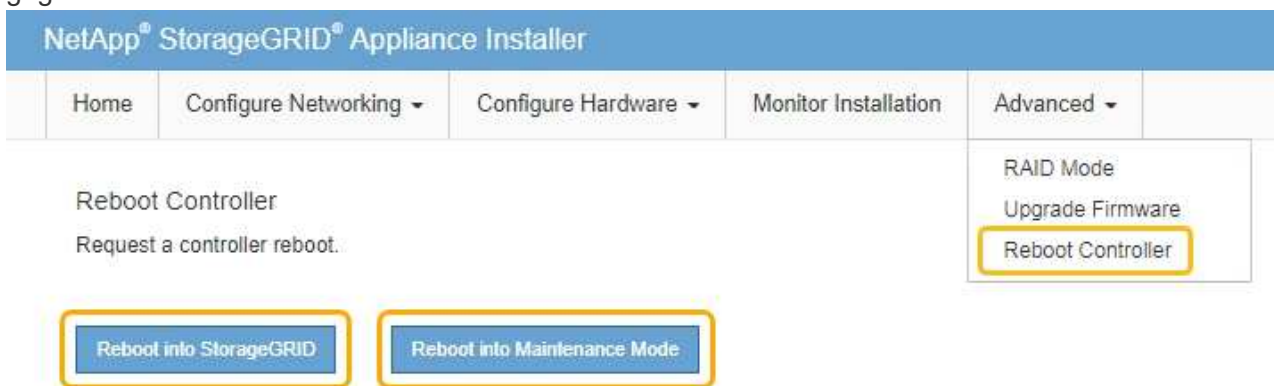 NetApp® StorageGRID® Appliance Installer
Home Configure Networking Configure Hardware Monitor Installation Advanced
RAID Mode
Upgrade Firmware
Reboot Controller
Reboot Controller
Request a controller reboot.
Reboot into StorageGRID Reboot into Maintenance Mode